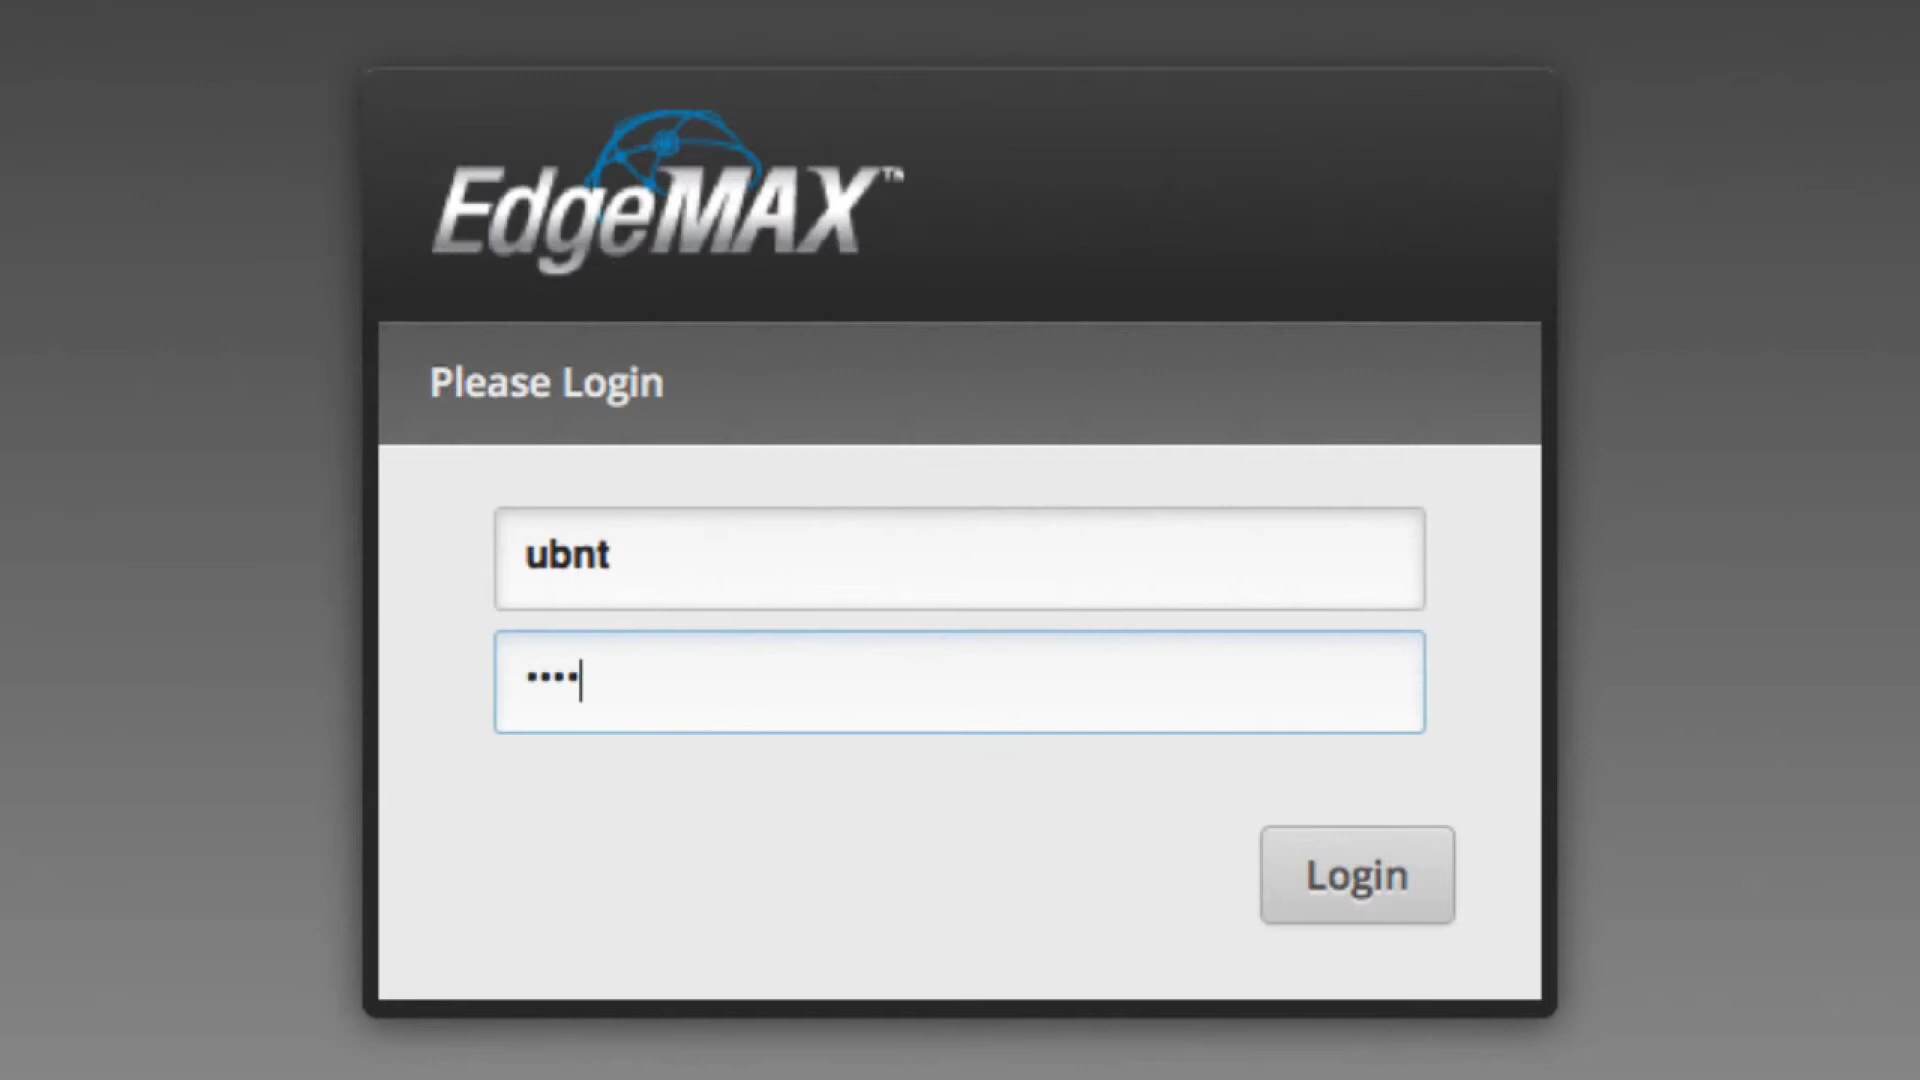 EdgeMAX™
Please Login
ubnt
••••
Login